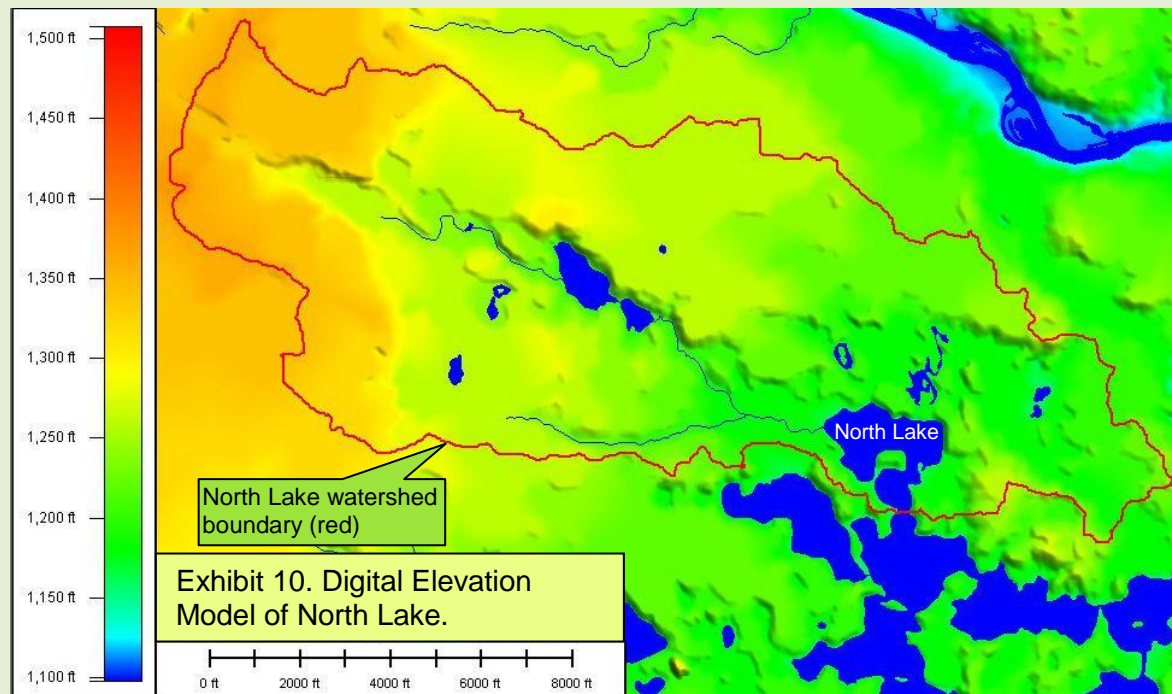 1,500 ft
1,450 ft
1,400 ft
1,350 ft
1,300 ft
1,250 ft
1,200 ft
1,150 ft
1,100 ft
North Lake
North Lake watershed
boundary (red)
Exhibit 10. Digital Elevation
Model of North Lake.
0 ft 2000 ft 4000 ft 6000 ft 8000 ft